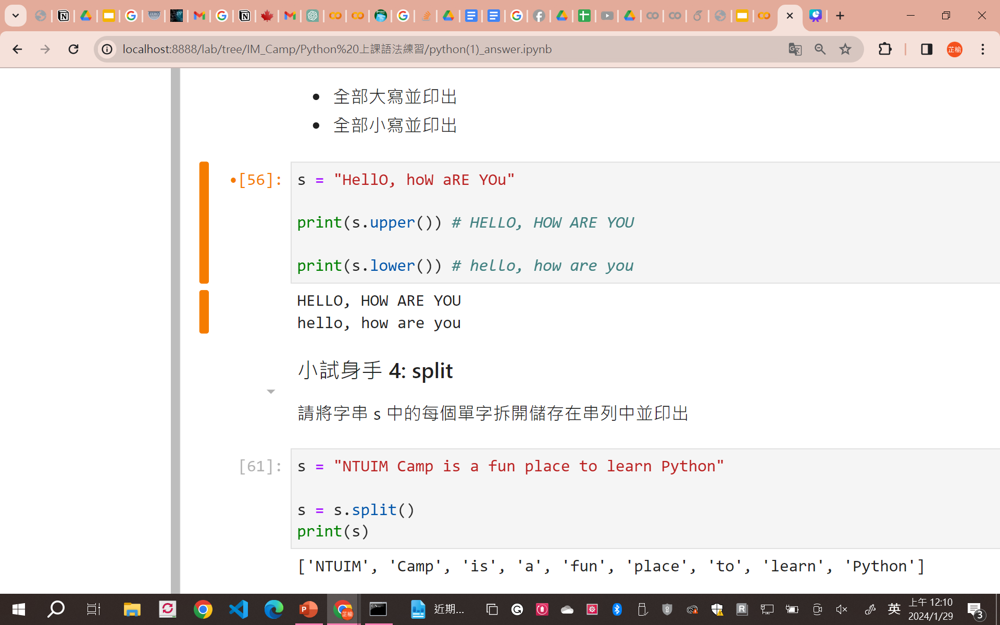 localhost:8888/lab/tree/IM_Camp/Python%20上課語法練習/python(1)_answer.ipynb
芷榆
• 全部大寫並印出
• 全部小寫並印出
•[56]:
s = "HellO, hoW aRE YOu"
print(s.upper()) # HELLO, HOW ARE YOU
print(s.lower()) # hello, how are you
HELLO, HOW ARE YOU
hello, how are you
小試身手 4: split
請將字串 s 中的每個單字拆開儲存在串列中並印出
[61]:
s = "NTUIM Camp is a fun place to learn Python"
s = s.split()
print(s)
['NTUIM', 'Camp', 'is', 'a', 'fun', 'place', 'to', 'learn', 'Python']
近期...
英
上午 12:10
2024/1/29
3